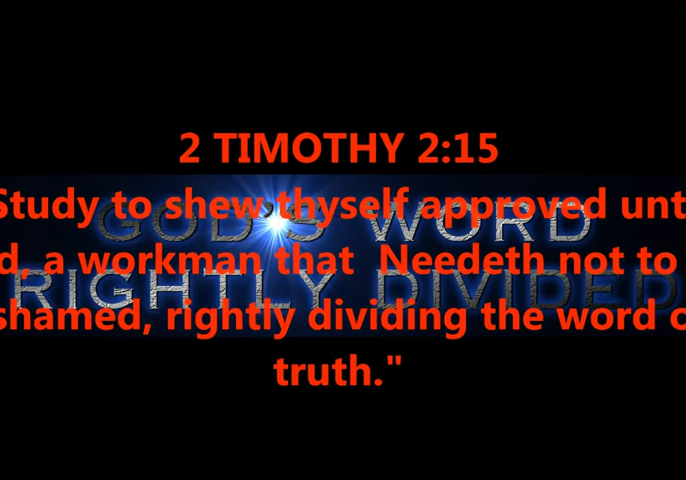 2 TIMOTHY 2:15
Study to shew thyself approved unt
GOD'S WORD
d, a workman that Needeth not to
RIGHTLY DIVIDED
shamed, rightly dividing the word o
truth."